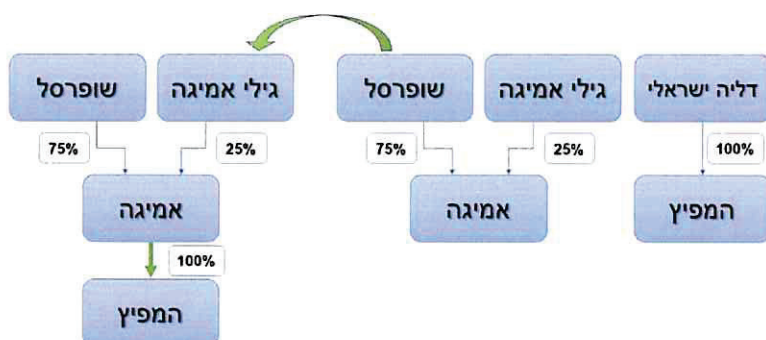 דליה ישראלי
גילי אמיגה
שופרסל
גילי אמיגה
שופרסל
100%
25%
75%
25%
75%
המפיץ
אמיגה
אמיגה
100%
המפיץ